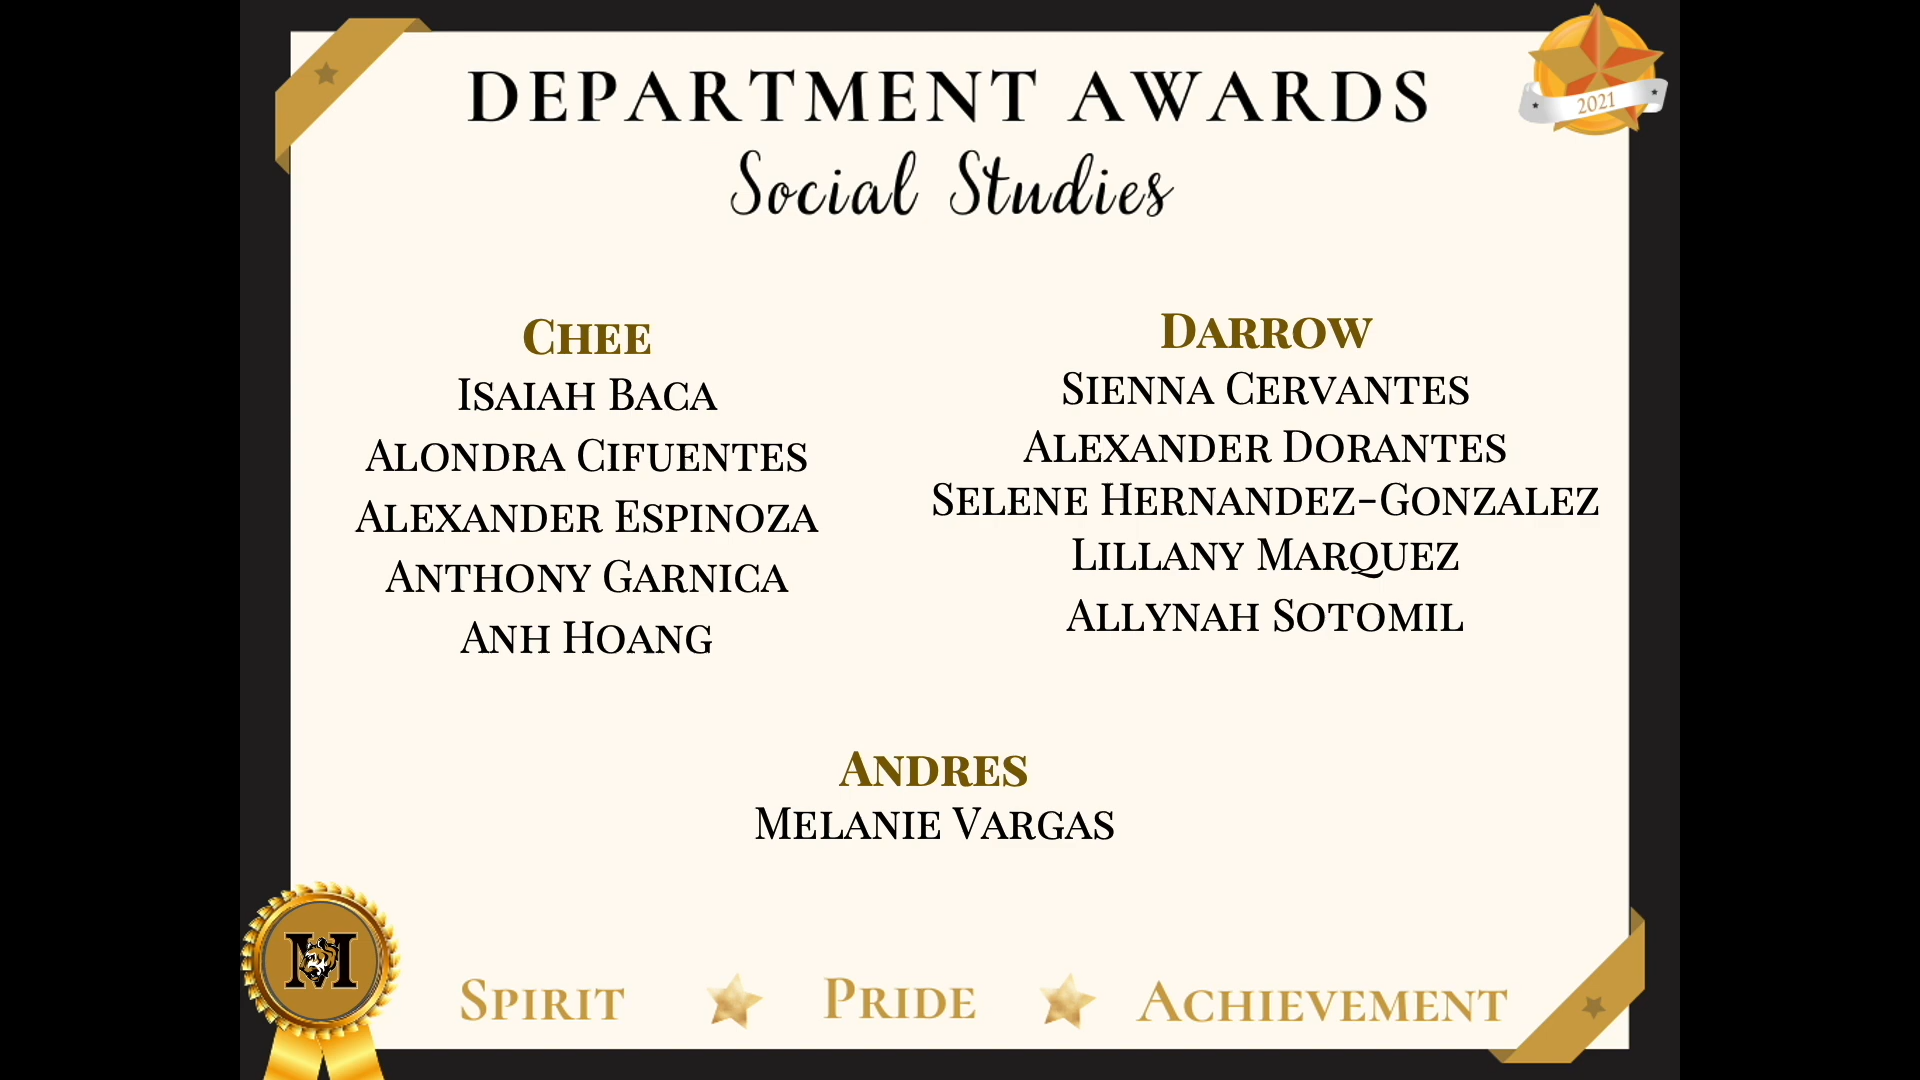 DEPARTMENT AWARDS
2021
Social Studies
CHEE
ISAIAH BACA
ALONDRA CIFUENTES
ALEXANDER ESPINOZA
ANTHONY GARNICA
ANH HOANG
DARROW
SIENNA CERVANTES
ALEXANDER DORANTES
SELENE HERNANDEZ-GONZALEZ
LILLANY MARQUEZ
ALLYNAH SOTOMIL
ANDRES
MELANIE VARGAS
M
SPIRIT PRIDE ACHIEVEMENT